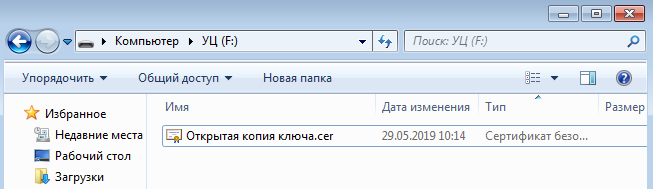 Компьютер УЦ (F:) Поиск: УЦ (F:)
Упорядочить Общий доступ Новая папка
Избранное Имя Дата изменения Тип Размер
Недавние места Открытая копия ключа.cer 29.05.2019 10:14 Сертификат безо...
Рабочий стол
Загрузки